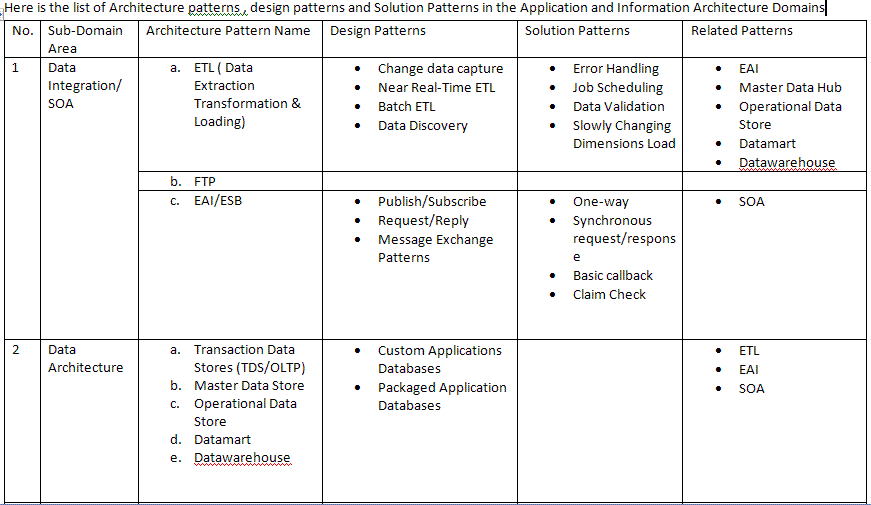 Here is the list of Architecture patterns , design patterns and Solution Patterns in the Application and Information Architecture Domains
No. Sub-Domain Area Architecture Pattern Name Design Patterns Solution Patterns Related Patterns
1
Data
Integration/
SOA
a. ETL ( Data
Extraction
Transformation &
Loading)
• Change data capture
• Near Real-Time ETL
• Batch ETL
• Data Discovery
• Error Handling
• Job Scheduling
• Data Validation
• Slowly Changing
Dimensions Load
• EAI
• Master Data Hub
• Operational Data
Store
• Datamart
• Datawarehouse
b. FTP
c. EAI/ESB
• Publish/Subscribe
• Request/Reply
• Message Exchange
Patterns
• One-way
• Synchronous
request/respons
e
• Basic callback
• Claim Check
• SOA
2
Data
Architecture
a. Transaction Data
Stores (TDS/OLTP)
b. Master Data Store
c. Operational Data
Store
d. Datamart
e. Datawarehouse
• Custom Applications
Databases
• Packaged Application
Databases
• ETL
• EAI
• SOA